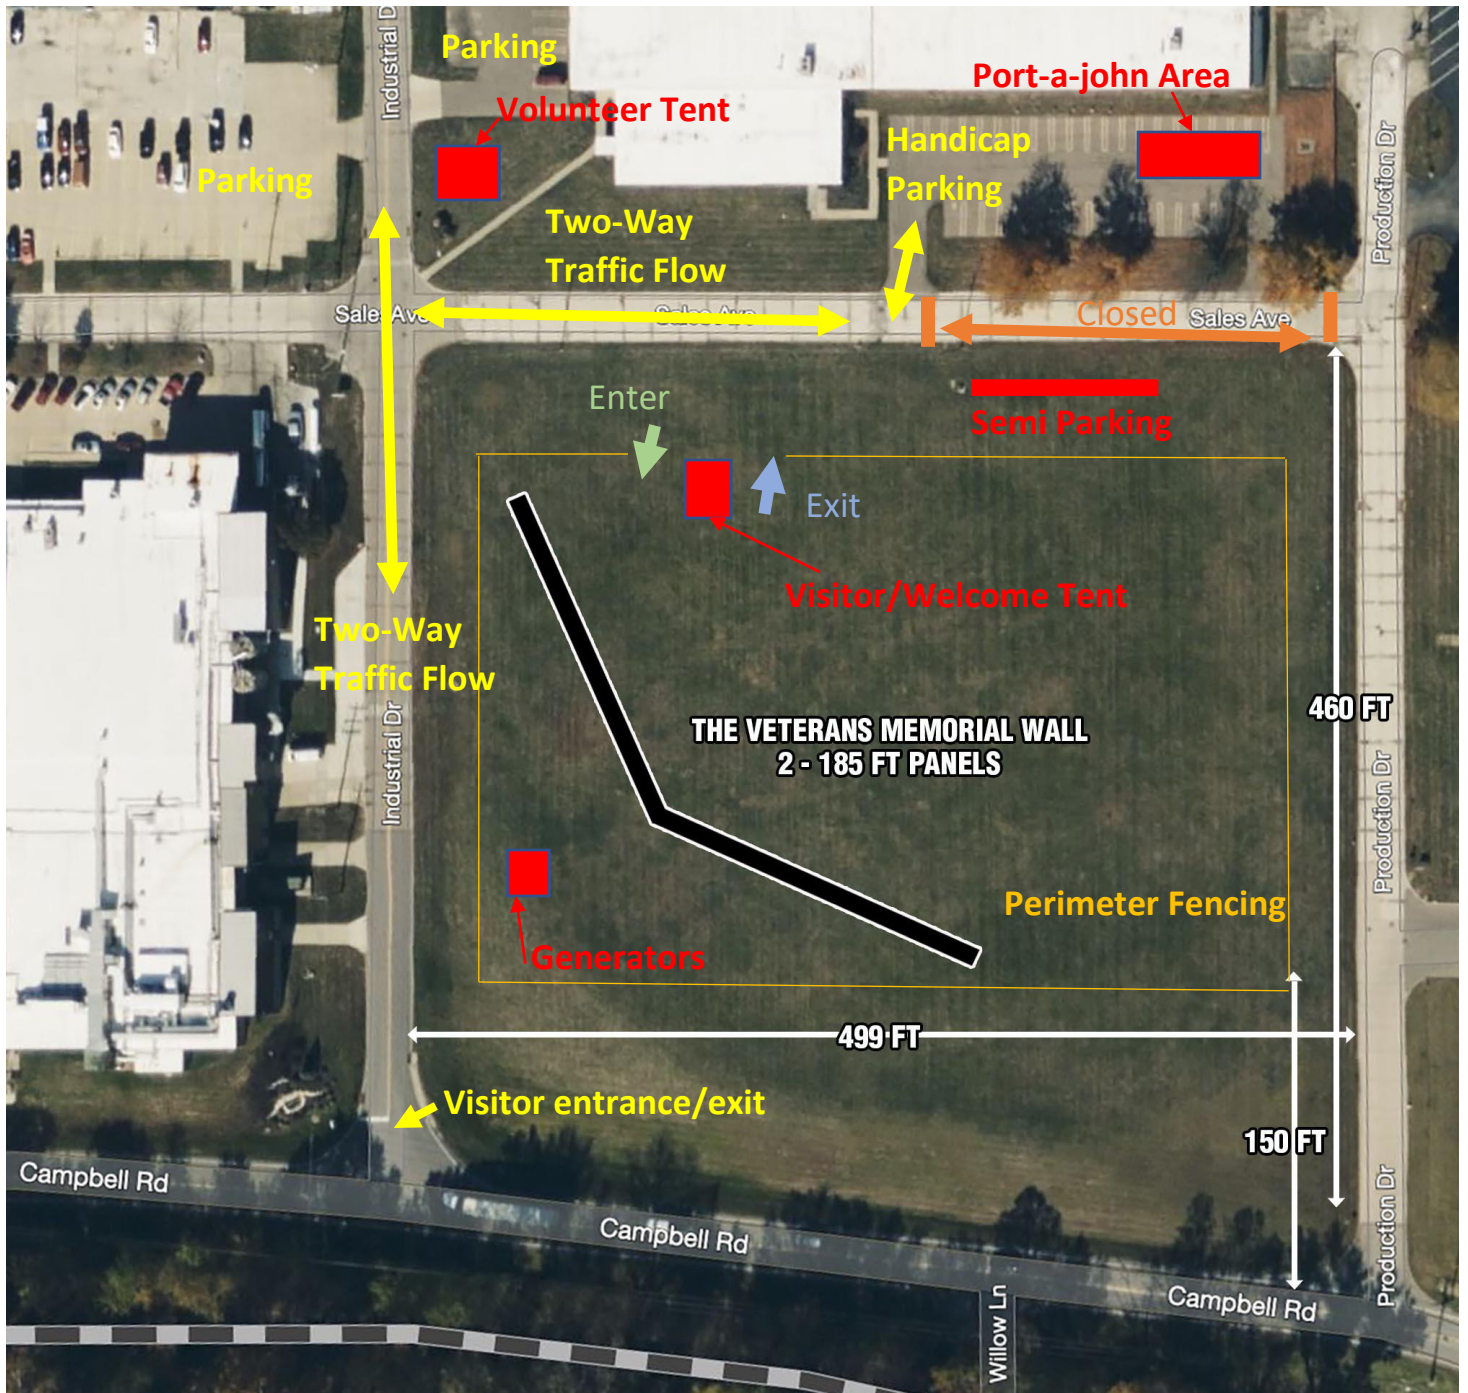 Industrial D
Parking
Port-a-john Area
Volunteer Tent
Handicap
Parking
Parking
Production Dr
Two-Way
Traffic Flow
Sales Ave
Sales Ave
Closed
Sales Ave
Enter
Semi Parking
Exit
Visitor/Welcome Tent
Two-Way
Traffic Flow
Industrial Dr
THE VETERANS MEMORIAL WALL
2 - 185 FT PANELS
460 FT
Production Dr
Perimeter Fencing
Generators
499 FT
Visitor entrance/exit
150 FT
Campbell Rd
Campbell Rd
Production Dr
Campbell Rd
Willow Ln